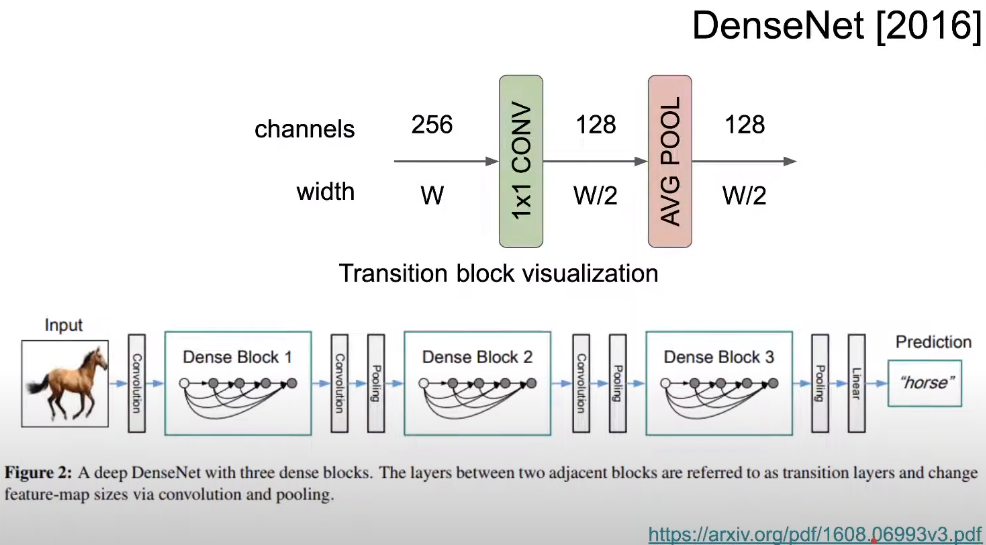 DenseNet [2016]
channels 256 128 128
1x1 CONV
AVG POOL
width W W/2 W/2
Transition block visualization
Input
Prediction
Convolution
Dense Block 1
Convolution
Pooling
Dense Block 2
Convolution
Pooling
Dense Block 3
Pooling
Linear
“horse”
Figure 2: A deep DenseNet with three dense blocks. The layers between two adjacent blocks are referred to as transition layers and change
feature-map sizes via convolution and pooling.
https://arxiv.org/pdf/1608.06993v3.pdf